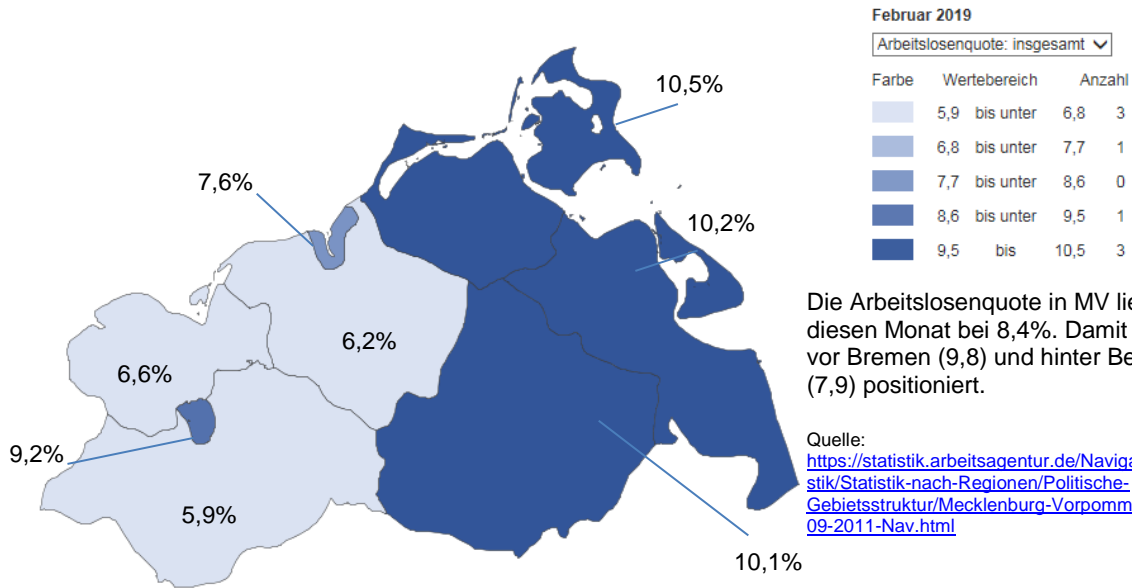 Februar 2019
Arbeitslosenquote: insgesamt
Farbe Wertebereich Anzahl
5,9 bis unter 6,8 3
6,8 bis unter 7,7 1
7,7 bis unter 8,6 0
8,6 bis unter 9,5 1
9,5 bis 10,5 3
10,5%
7,6%
10,2%
6,2%
6,6%
9,2%
5,9%
10,1%
Die Arbeitslosenquote in MV
diesen Monat bei 8,4%. Damit
vor Bremen (9,8) und hinter
(7,9) positioniert.
Quelle:
https://statistik.arbeitsagentur.de/Naviga
stik/Statistik-nach-Regionen/Politische-
Gebietsstruktur/Mecklenburg-Vorpomm
09-2011-Nav.html